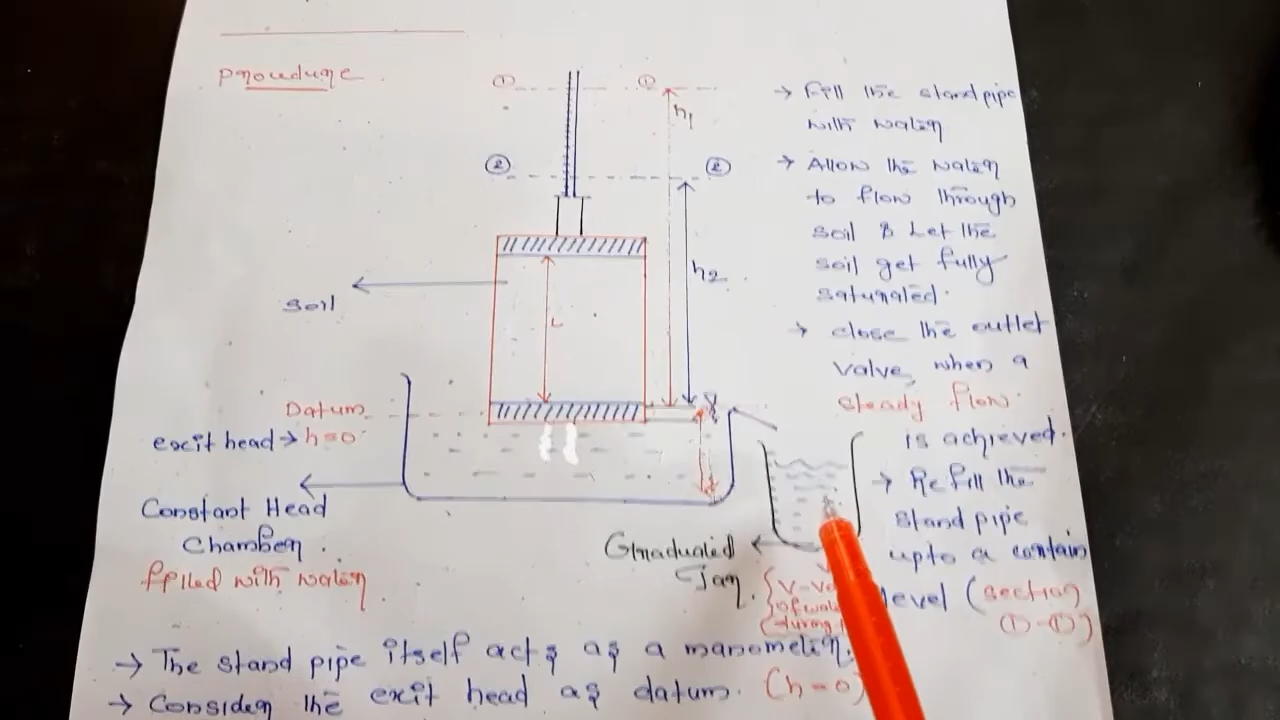 Procedure
① ①
h1
② ②
h2
soil
L
Datum
exit head → h=0
Constant Head
Chamber.
filled with water
Graduated
Jar.
{V-
of
(during
→ Fill the stand pipe
with water
→ Allow the water
to flow through
soil & Let the
soil get fully
saturated.
→ close the outlet
valve, when a
steady flow
is achieved.
→ Refill the
stand pipe
upto a certain
level (section
①-①)
→ The stand pipe itself acts as a manometer.
→ Consider the exit head as datum. (h=0)